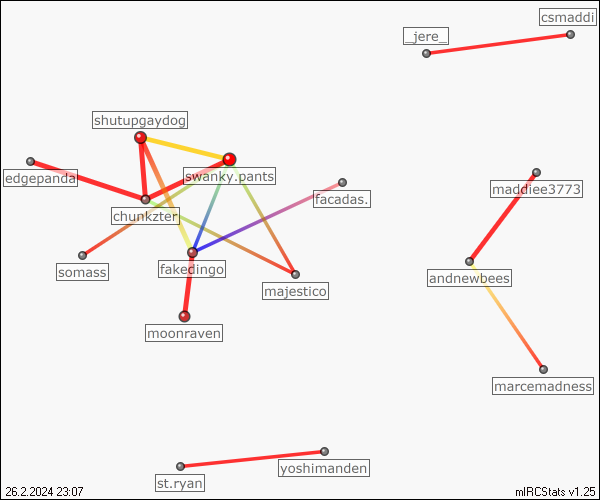 csmaddi
_jere_
shutupgaydog
edgepanda
swanky.pants
maddiee3773
facadas.
chunkzter
somass
fakedingo
andnewbees
majestico
moonraven
marcemadness
yoshimanden
st.ryan
26.2.2024 23:07
mIRCStats v1.25